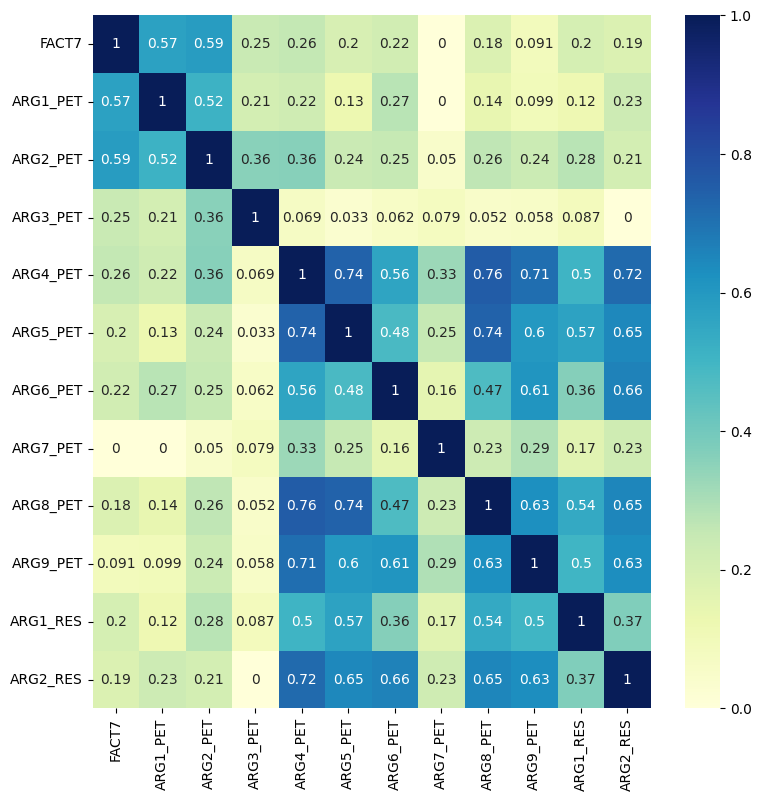 FACT7 1 0.57 0.59 0.25 0.26 0.2 0.22 0 0.18 0.091 0.2 0.19
ARG1_PET 0.57 1 0.52 0.21 0.22 0.13 0.27 0 0.14 0.099 0.12 0.23
ARG2_PET 0.59 0.52 1 0.36 0.36 0.24 0.25 0.05 0.26 0.24 0.28 0.21
ARG3_PET 0.25 0.21 0.36 1 0.069 0.033 0.062 0.079 0.052 0.058 0.087 0
ARG4_PET 0.26 0.22 0.36 0.069 1 0.74 0.56 0.33 0.76 0.71 0.5 0.72
ARG5_PET 0.2 0.13 0.24 0.033 0.74 1 0.48 0.25 0.74 0.6 0.57 0.65
ARG6_PET 0.22 0.27 0.25 0.062 0.56 0.48 1 0.16 0.47 0.61 0.36 0.66
ARG7_PET 0 0 0.05 0.079 0.33 0.25 0.16 1 0.23 0.29 0.17 0.23
ARG8_PET 0.18 0.14 0.26 0.052 0.76 0.74 0.47 0.23 1 0.63 0.54 0.65
ARG9_PET 0.091 0.099 0.24 0.058 0.71 0.6 0.61 0.29 0.63 1 0.5 0.63
ARG1_RES 0.2 0.12 0.28 0.087 0.5 0.57 0.36 0.17 0.54 0.5 1 0.37
ARG2_RES 0.19 0.23 0.21 0 0.72 0.65 0.66 0.23 0.65 0.63 0.37 1
FACT7 ARG1_PET ARG2_PET ARG3_PET ARG4_PET ARG5_PET ARG6_PET ARG7_PET ARG8_PET ARG9_PET ARG1_RES ARG2_RES
1.0
0.8
0.6
0.4
0.2
0.0